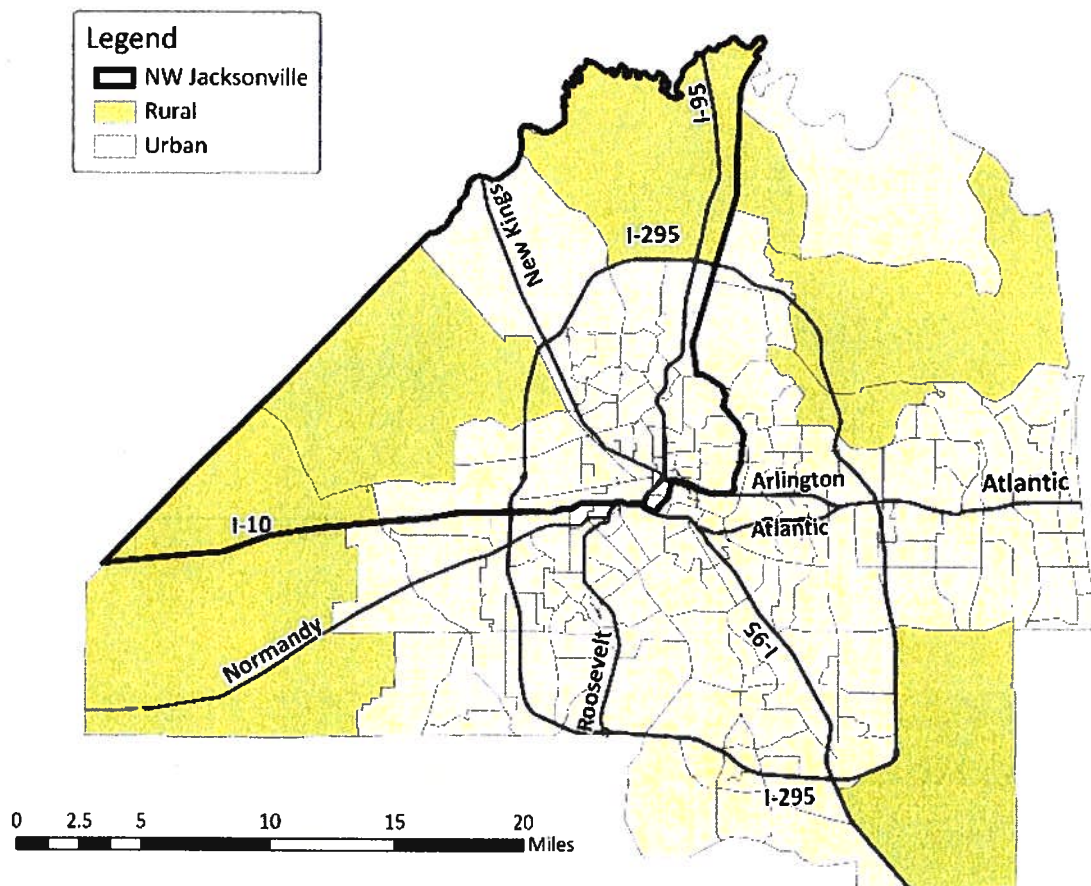 Legend
NW Jacksonville
Rural
Urban
I-95
New Kings
I-295
Arlington
Atlantic
Atlantic
I-10
Normandy
Roosevelt
I-95
I-295
0 2.5 5 10 15 20
Miles